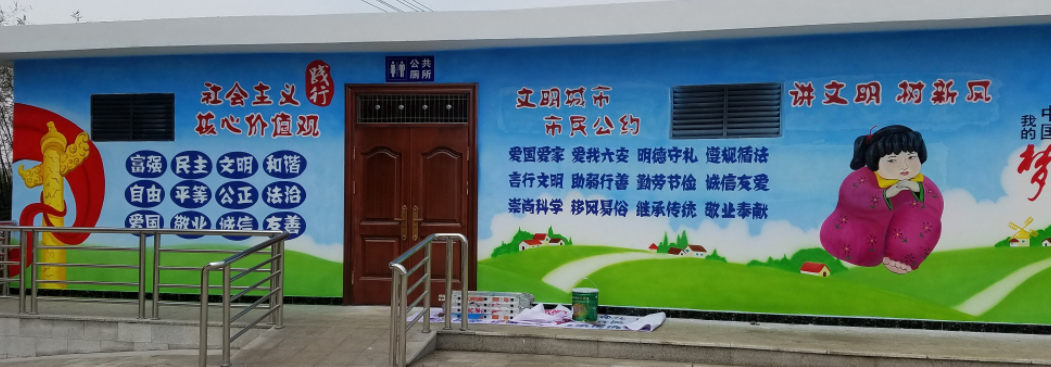 践行
社会主义
核心价值观
富强 民主 文明 和谐
自由 平等 公正 法治
爱国 敬业 诚信 友善
公共
厕所
文明城市
市民公约
爱国爱家 爱我六安 明德守礼 遵规循法
言行文明 助弱行善 勤劳节俭 诚信友爱
崇尚科学 移风易俗 继承传统 敬业奉献
讲文明 树新风
中国
我的
梦